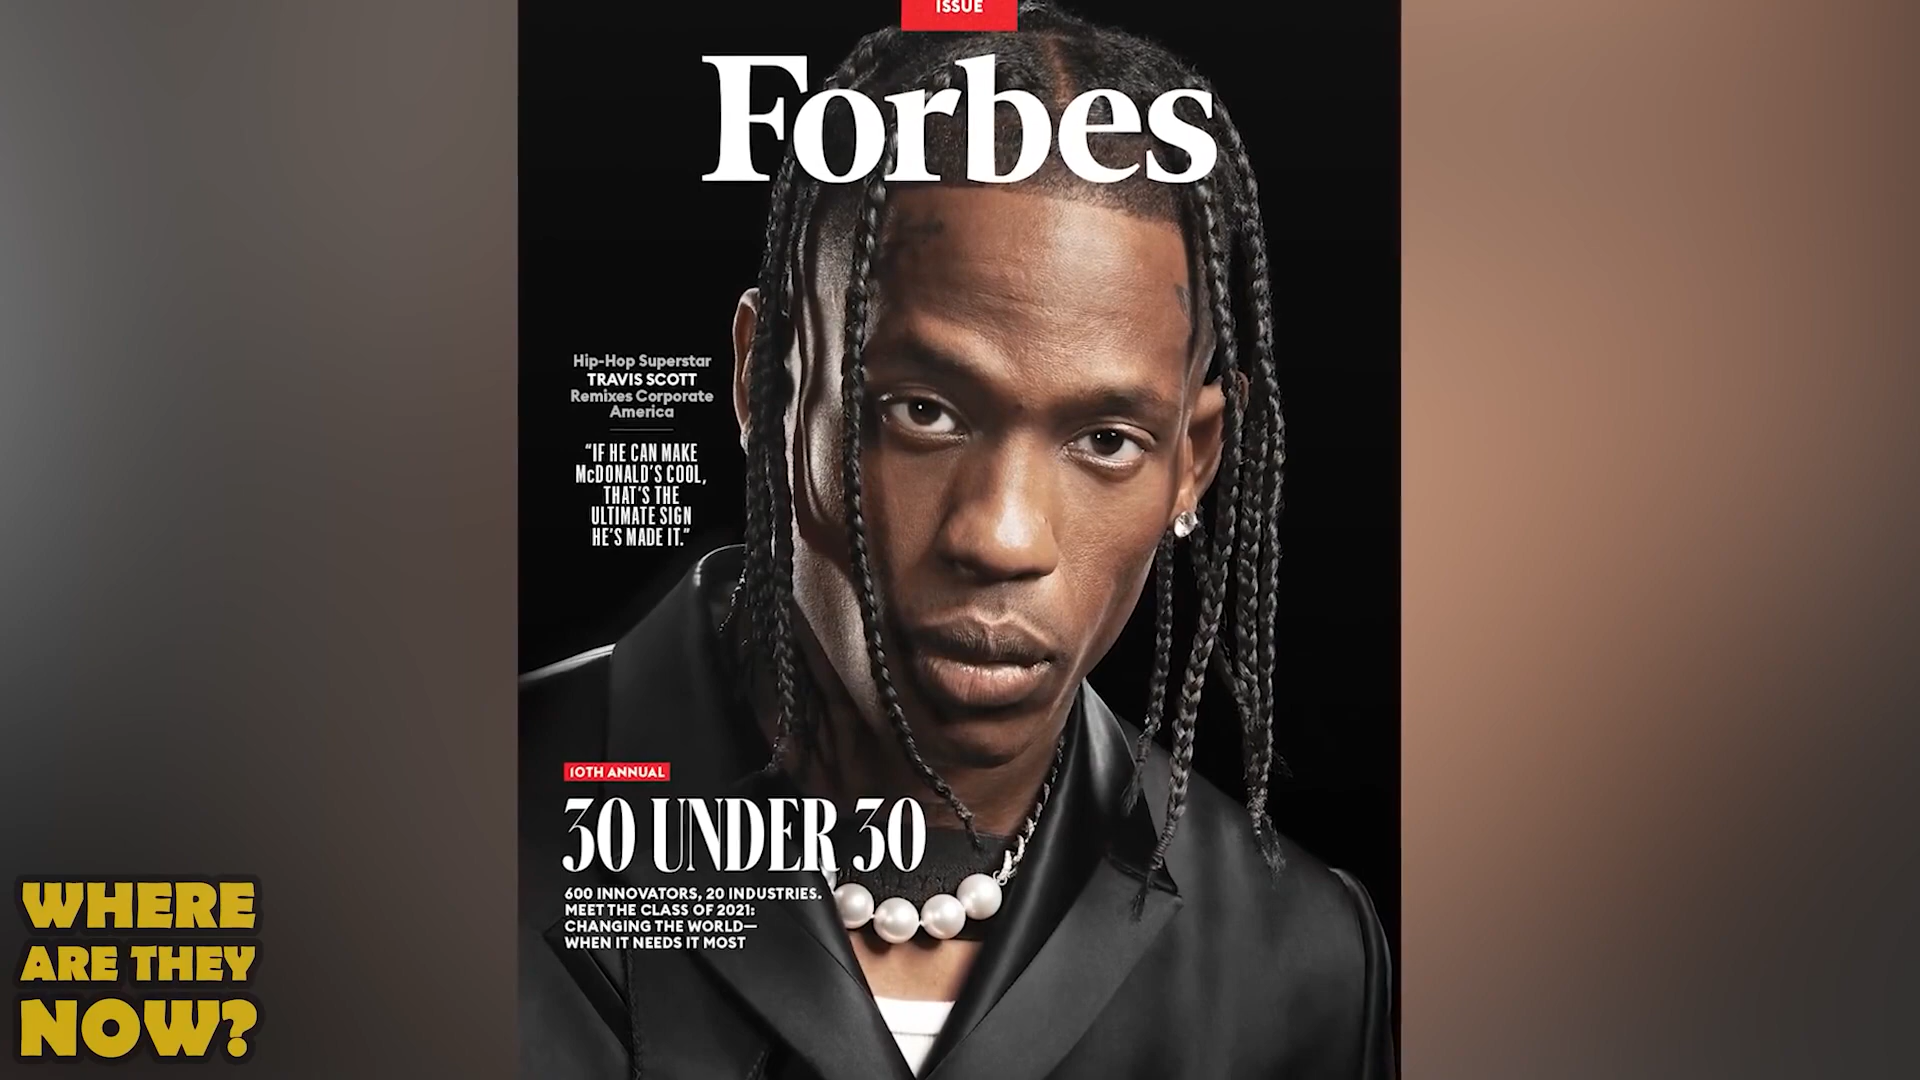 ISSUE
Forbes
Hip-Hop Superstar
TRAVIS SCOTT
Remixes Corporate
America
“IF HE CAN MAKE
McDONALD’S COOL,
THAT’S THE
ULTIMATE SIGN
HE’S MADE IT.”
10TH ANNUAL
30 UNDER 30
600 INNOVATORS, 20 INDUSTRIES.
MEET THE CLASS OF 2021:
CHANGING THE WORLD—
WHEN IT NEEDS IT MOST
WHERE
ARE THEY
NOW?